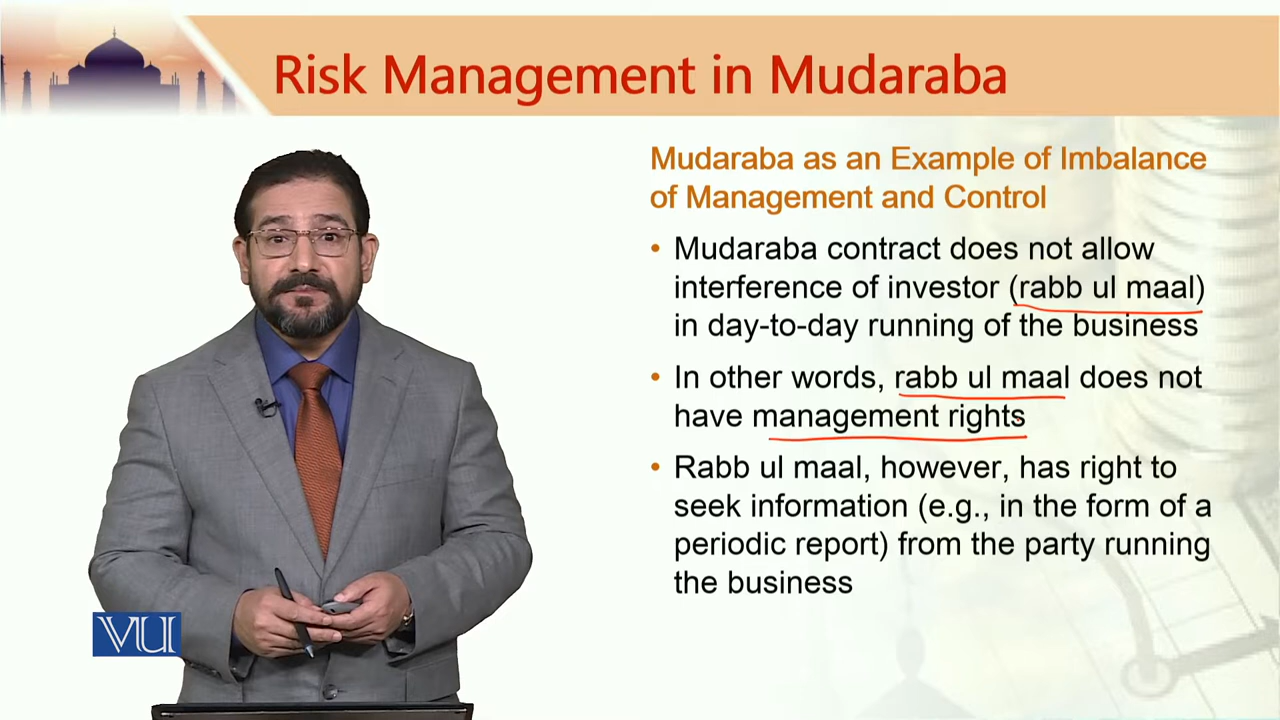 Risk Management in Mudaraba
Mudaraba as an Example of Imbalance
of Management and Control
• Mudaraba contract does not allow
interference of investor (rabb ul maal)
in day-to-day running of the business
• In other words, rabb ul maal does not
have management rights
• Rabb ul maal, however, has right to
seek information (e.g., in the form of a
periodic report) from the party running
the business
VU